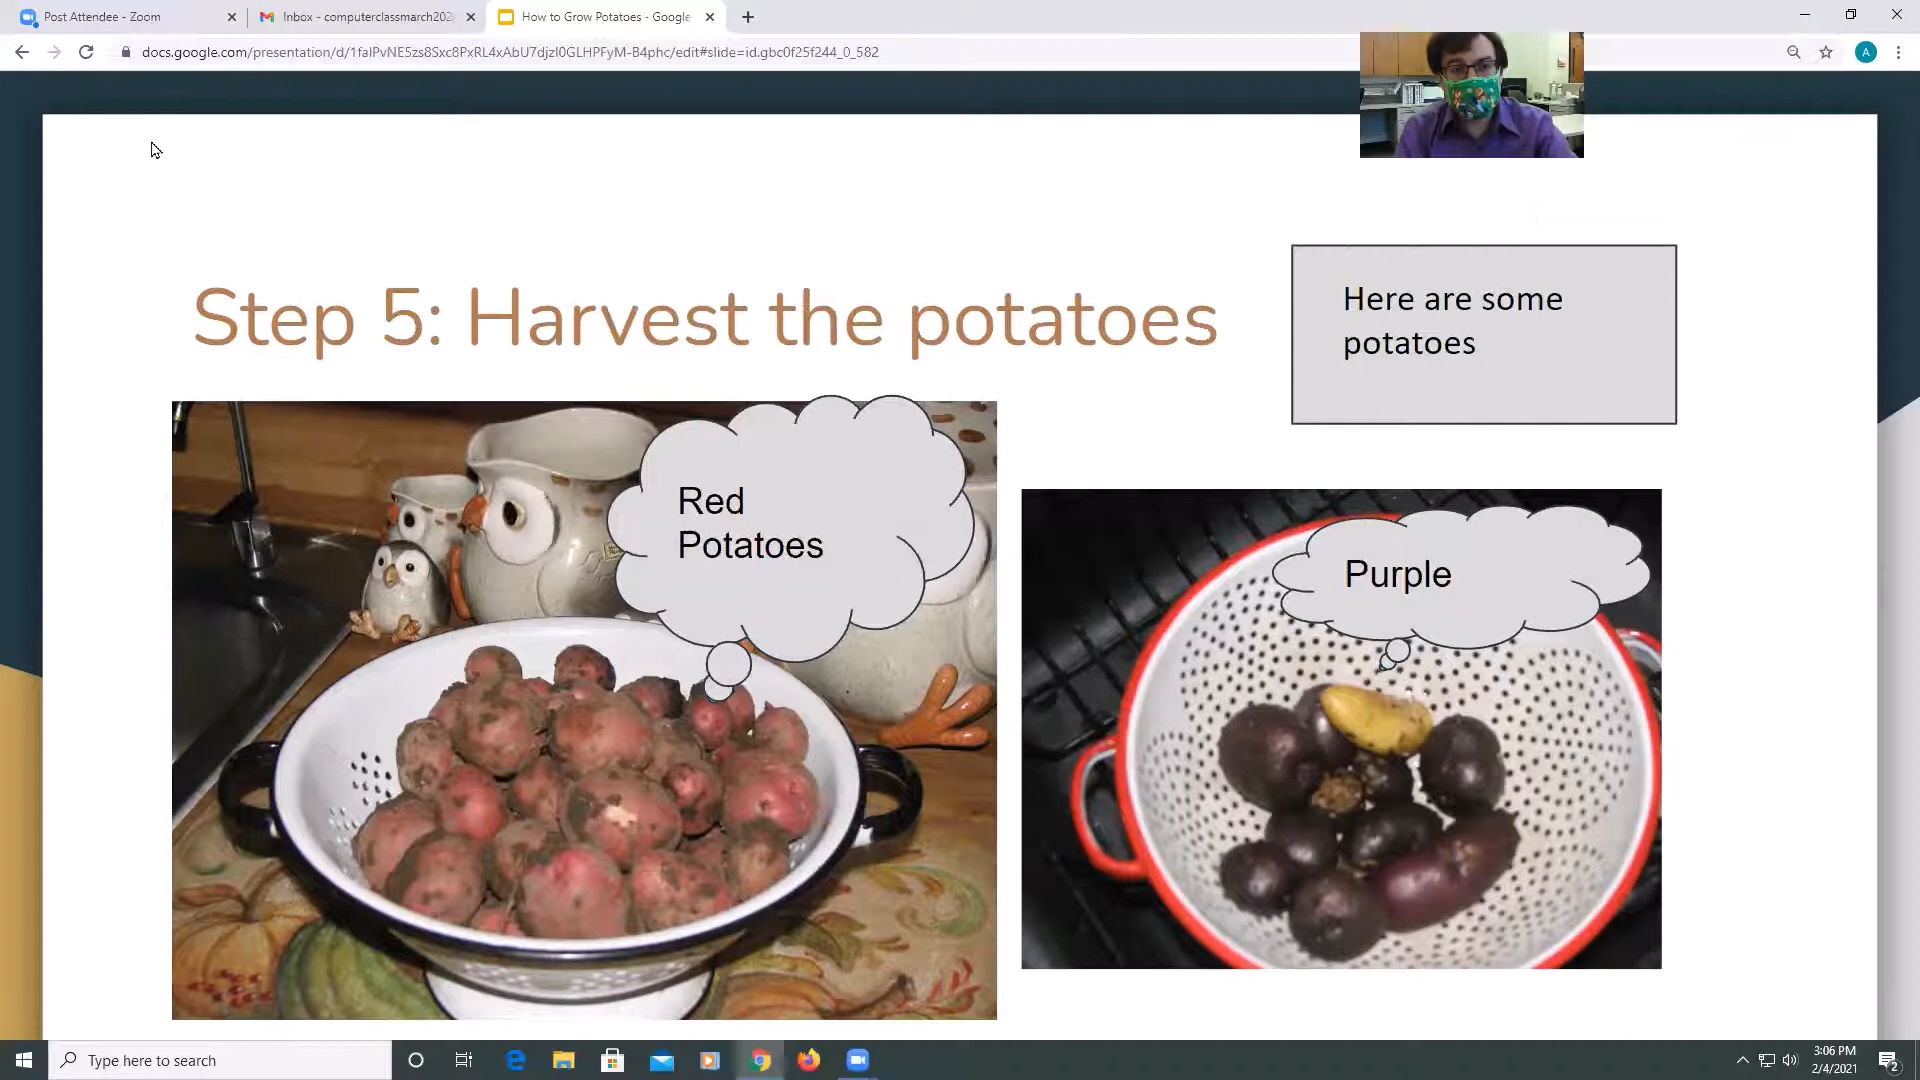 Post Attendee - Zoom
Inbox - computerclassmarch202
How to Grow Potatoes - Google
docs.google.com/presentation/d/1falPvNE5zs8Sxc8PxRL4xAbU7djzl0GLHPFyM-B4phc/edit#slide=id.gbc0f25f244_0_582
A
Step 5: Harvest the potatoes
Here are some
potatoes
Red
Potatoes
Purple
Type here to search
3:06 PM
2/4/2021
2